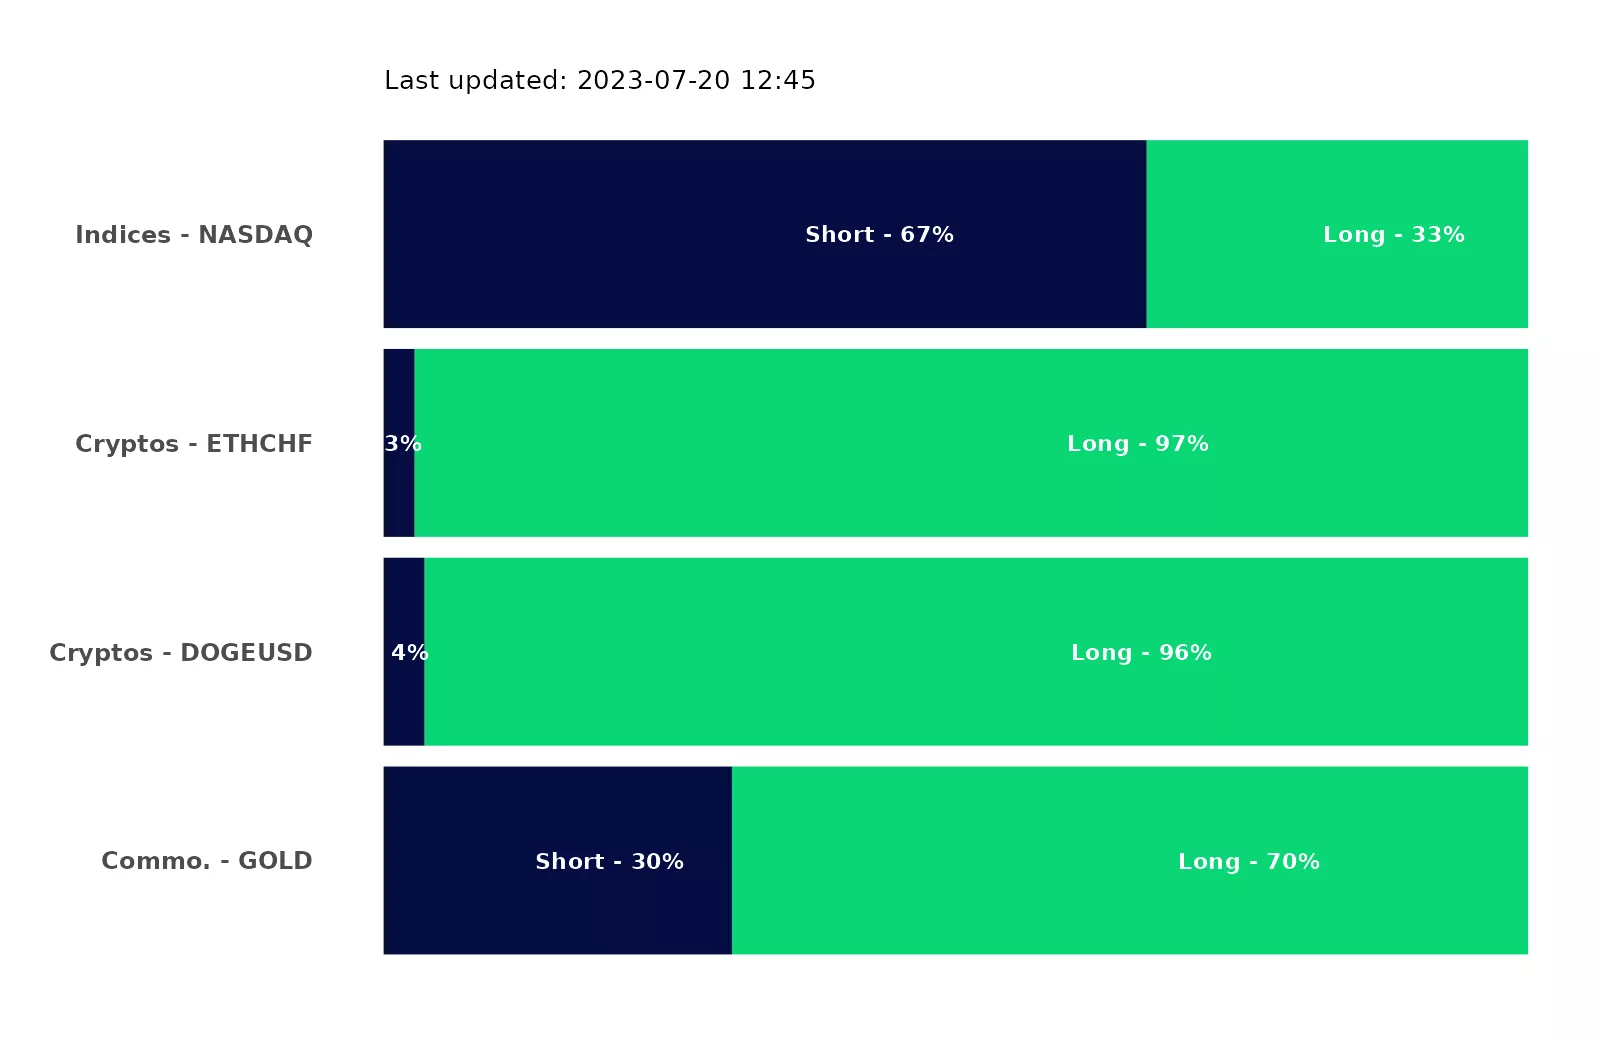 Last updated: 2023-07-20 12:45
Indices - NASDAQ Short - 67% Long - 33%
Cryptos - ETHCHF 3% Long - 97%
Cryptos - DOGEUSD 4% Long - 96%
Commo. - GOLD Short - 30% Long - 70%